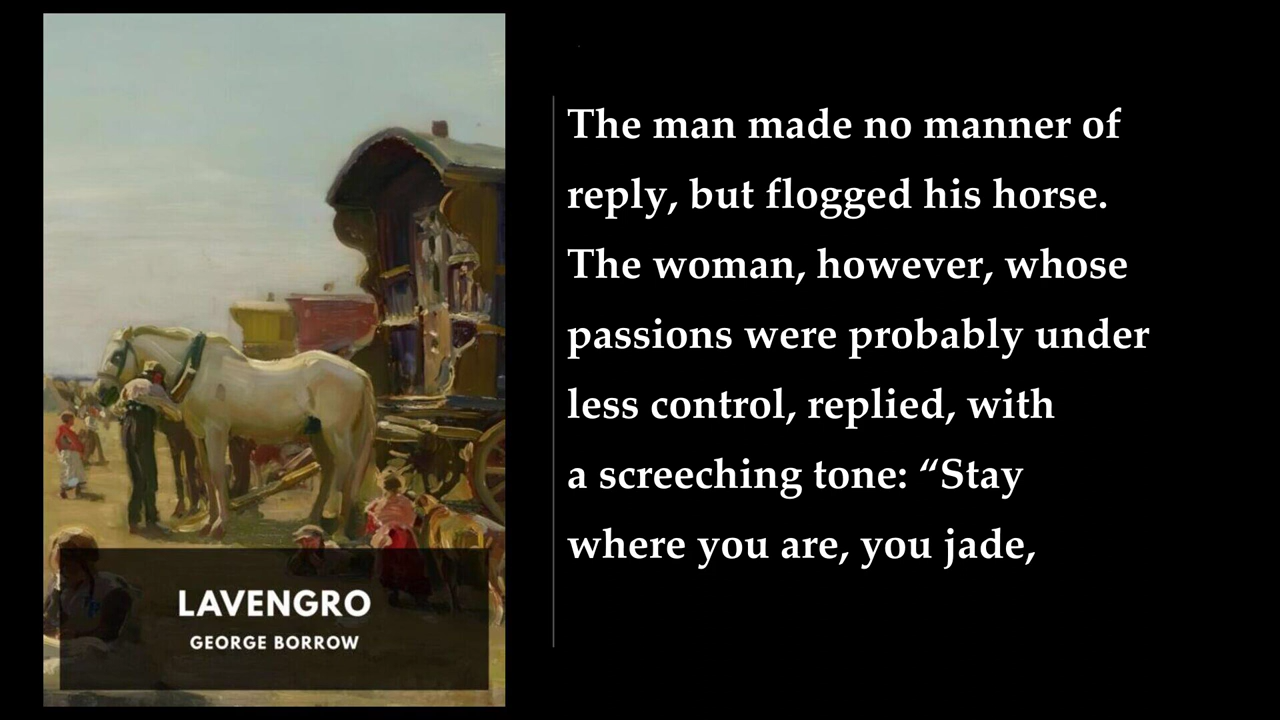 LAVENGRO
GEORGE BORROW
The man made no manner of
reply, but flogged his horse.
The woman, however, whose
passions were probably under
less control, replied, with
a screeching tone: “Stay
where you are, you jade,